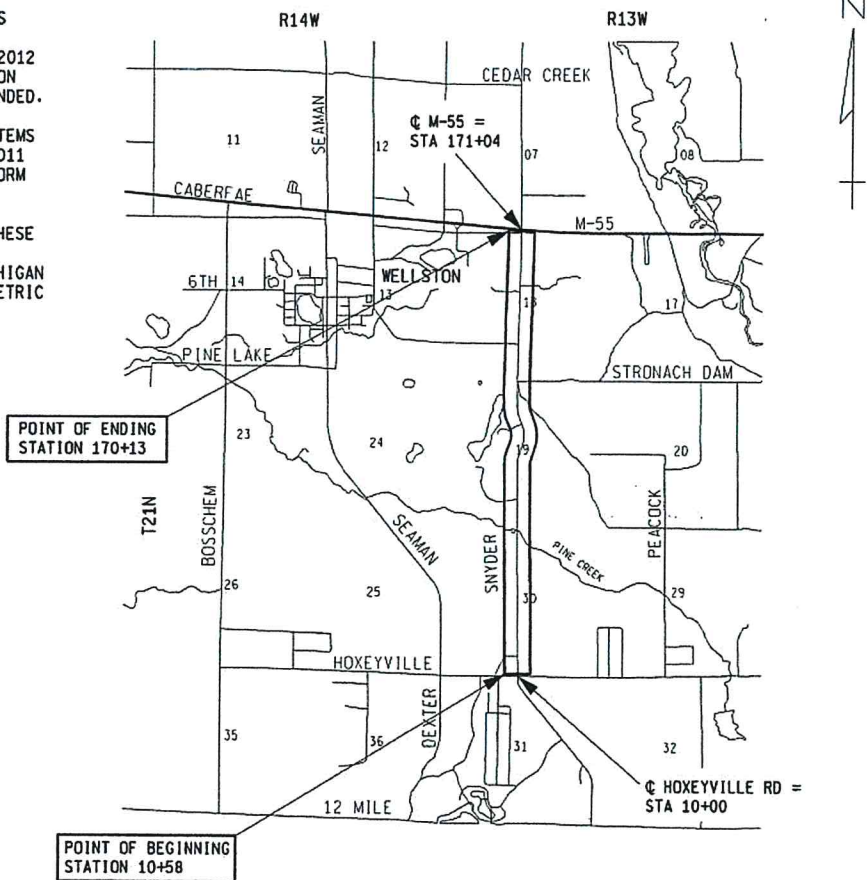 S
2012
ON
NDED.
TEMS
011
ORM
HESE
HIGAN
ETRIC
R14W
R13W
N
CEDAR CREEK
SEAMAN
11
12
℄ M-55 =
STA 171+04
07
08
CABERFAE
M-55
6TH
14
WELLSTON
13
18
17
PINE LAKE
STRONACH DAM
POINT OF ENDING
STATION 170+13
23
24
19
20
T21N
BOSSCHEM
SEAMAN
SNYDER
PINE CREEK
PEACOCK
26
25
30
29
HOXEYVILLE
35
36
DEXTER
31
32
℄ HOXEYVILLE RD =
STA 10+00
12 MILE
POINT OF BEGINNING
STATION 10+58